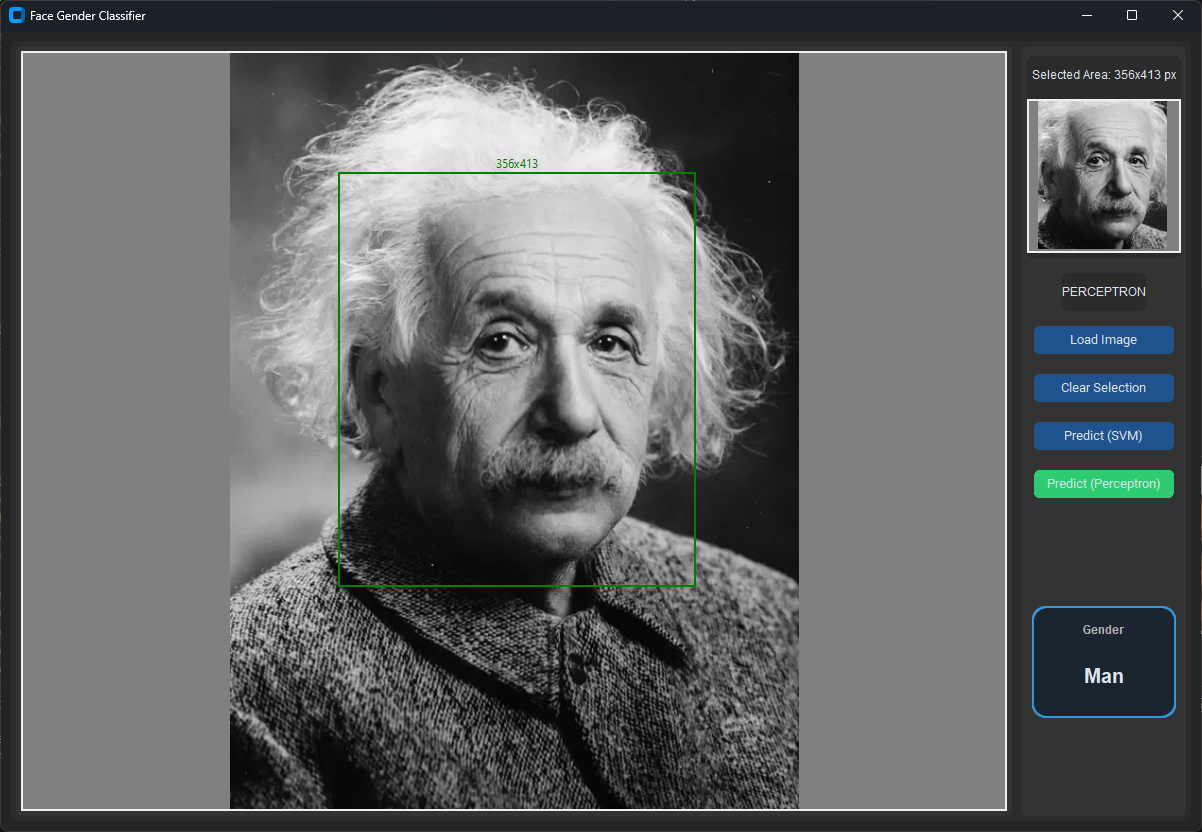 Face Gender Classifier
356x413
Selected Area: 356x413 px
PERCEPTRON
Load Image
Clear Selection
Predict (SVM)
Predict (Perceptron)
Gender
Man